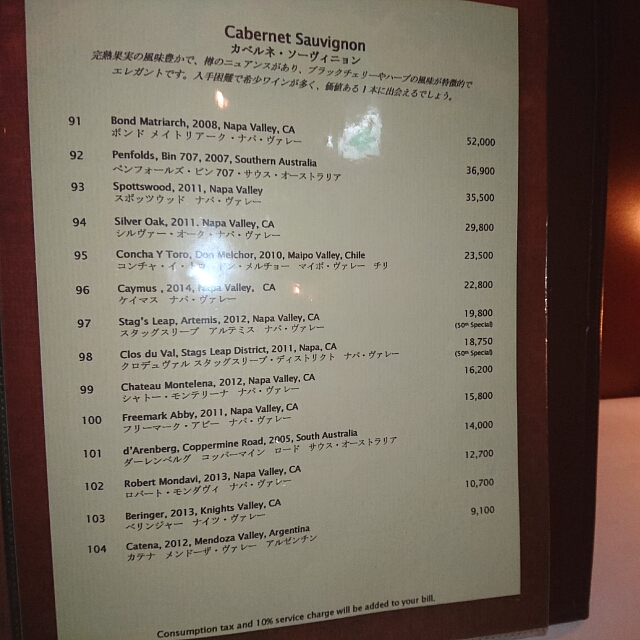 Cabernet Sauvignon
カベルネ・ソーヴィニョン
完熟果実の風味豊かで、樽のニュアンスがあり、ブラックチェリーやハーブの風味が特徴的で
エレガントです。入手困難で希少ワインが多く、価値ある1本に出会えるでしょう。
91 Bond Matriarch, 2008, Napa Valley, CA
ボンド メイトリアーク・ナパ・ヴァレー 52,000
92 Penfolds, Bin 707, 2007, Southern Australia
ペンフォールズ・ビン707・サウス・オーストラリア 36,900
93 Spottswood, 2011, Napa Valley
スポッツウッド ナパ・ヴァレー 35,500
94 Silver Oak, 2011, Napa Valley, CA
シルヴァー・オーク・ナパ・ヴァレー 29,800
95 Concha Y Toro, Don Melchor, 2010, Maipo Valley, Chile 23,500
コンチャ・イ・トロ・ドン・メルチョー マイポ・ヴァレー チリ
96 Caymus , 2014, Napa Valley, CA 22,800
ケイマス ナパ・ヴァレー
97 Stag's Leap, Artemis, 2012, Napa Valley, CA 19,800
スタッグスリープ アルテミス ナパ・ヴァレー (50th Special)
98 Clos du Val, Stags Leap District, 2011, Napa, CA 18,750
クロデュヴァル スタッグスリープ・ディストリクト ナパ・ヴァレー (50th Special)
99 Chateau Montelena, 2012, Napa Valley, CA 16,200
シャトー・モンテリーナ ナパ・ヴァレー
100 Freemark Abby, 2011, Napa Valley, CA 15,800
フリーマーク・アビー ナパ・ヴァレー
101 d'Arenberg, Coppermine Road, 2005, South Australia 14,000
ダーレンベルグ コッパーマイン ロード サウス・オーストラリア
102 Robert Mondavi, 2013, Napa Valley, CA 12,700
ロバート・モンダヴィ ナパ・ヴァレー
103 Beringer, 2013, Knights Valley, CA 10,700
ベリンジャー ナイツ・ヴァレー
104 Catena, 2012, Mendoza Valley, Argentina 9,100
カテナ メンドーザ・ヴァレー アルゼンチン
Consumption tax and 10% service charge will be added to your bill.